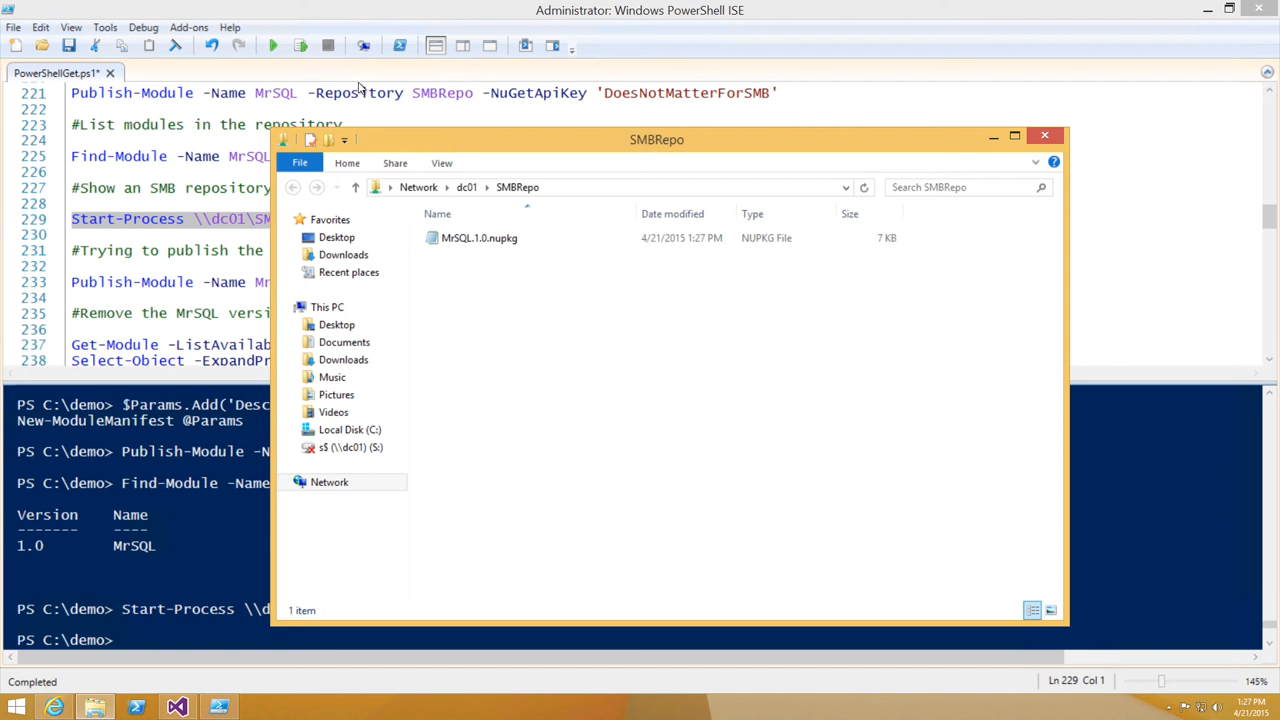 Administrator: Windows PowerShell ISE
File Edit View Tools Debug Add-ons Help
PowerShellGet.ps1*
221 Publish-Module -Name MrSQL -Repository SMBRepo -NuGetApiKey 'DoesNotMatterForSMB'
222
223 #List modules in the repository
224
225 Find-Module -Name MrSQ
226
227 #Show an SMB repository
228
229 Start-Process \\dc01\SM
230
231 #Trying to publish the
232
233 Publish-Module -Name Mr
234
235 #Remove the MrSQL versi
236
237 Get-Module -ListAvailab
238 Select-Object -ExpandPr
SMBRepo
File Home Share View
Network dc01 SMBRepo
Search SMBRepo
Name Date modified Type Size
MrSQL.1.0.nupkg 4/21/2015 1:27 PM NUPKG File 7 KB
Favorites
Desktop
Downloads
Recent places
This PC
Desktop
Documents
Downloads
Music
Pictures
Videos
Local Disk (C:)
s$ (\\dc01) (S:)
Network
1 item
PS C:\demo> $Params.Add('Desc
New-ModuleManifest @Params
PS C:\demo> Publish-Module -N
PS C:\demo> Find-Module -Name
Version Name
------- ----
1.0 MrSQL
PS C:\demo> Start-Process \\d
PS C:\demo>
Completed
Ln 229 Col 1
145%
1:27 PM
4/21/2015